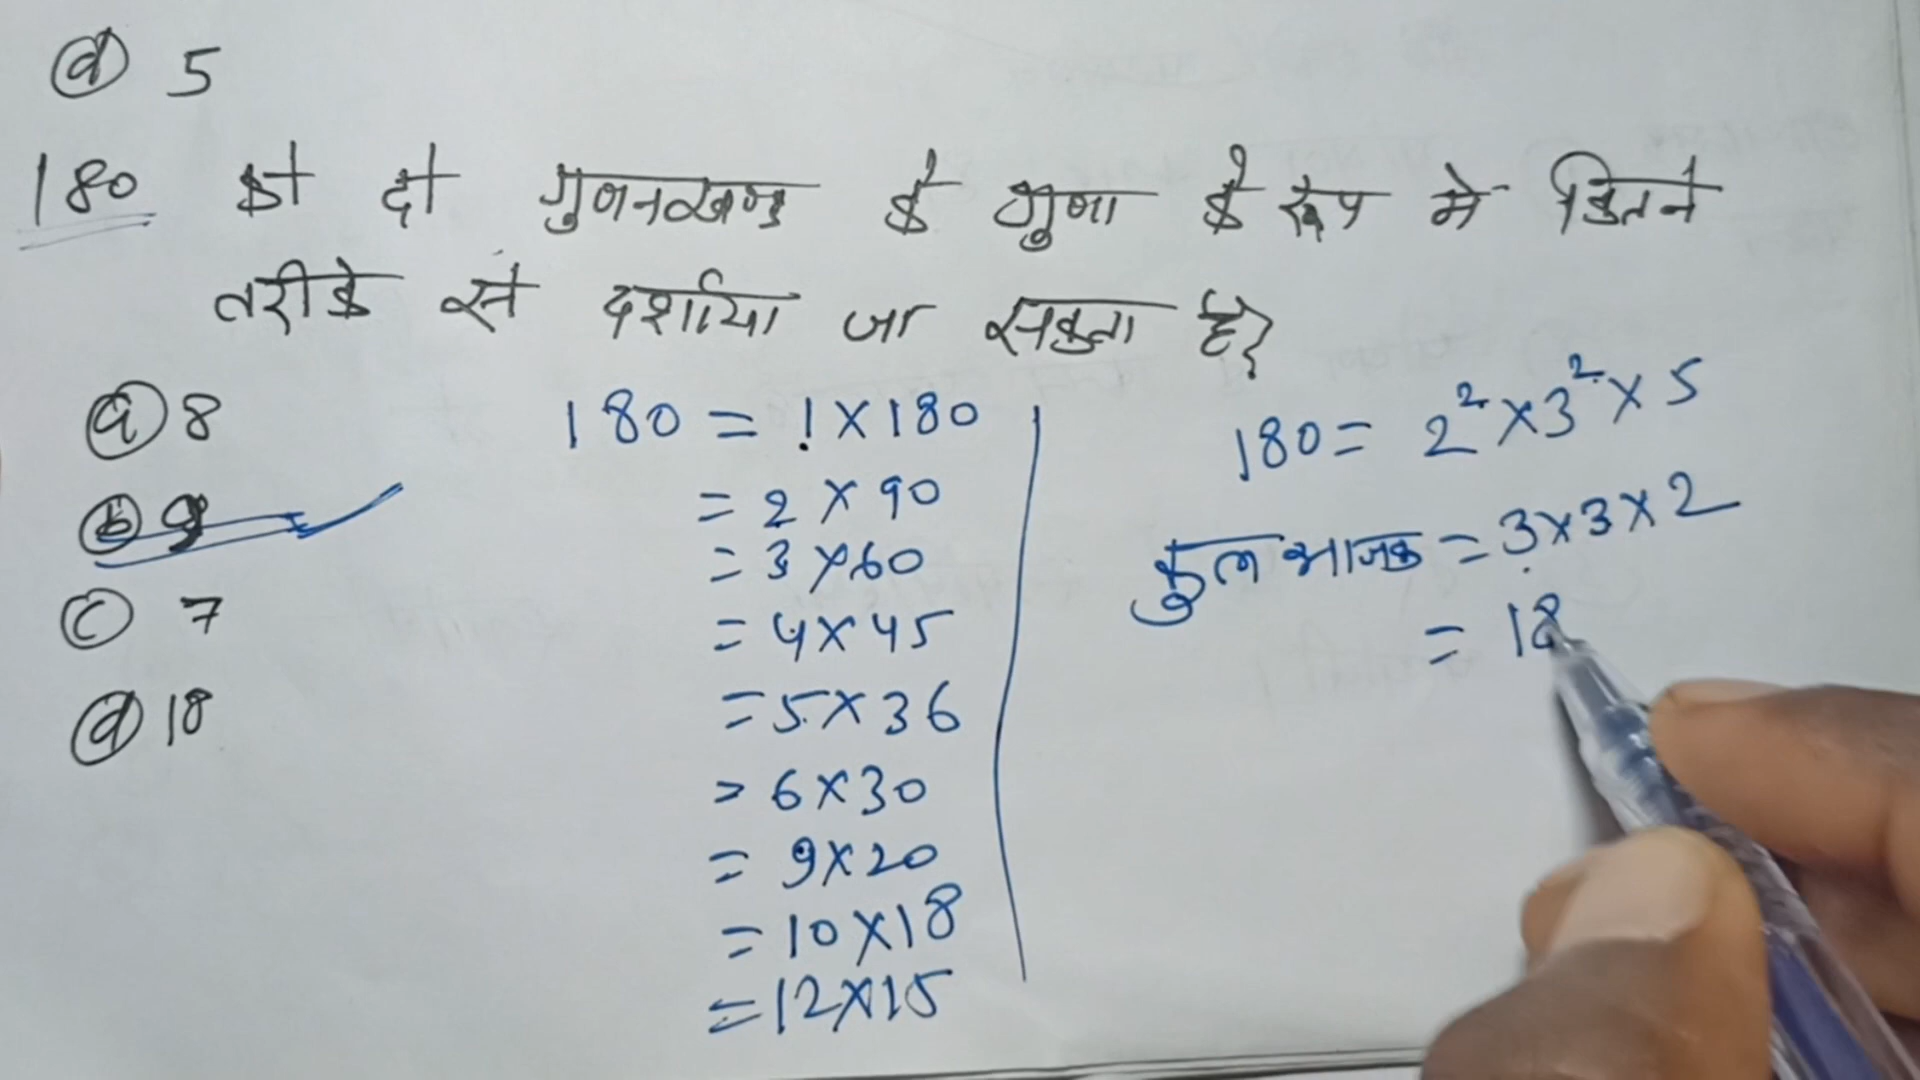 (d) 5
180 को दो गुणनखण्ड के गुणा के रूप में कितने
तरीके से दर्शाया जा सकता है?
(a) 8
(b) 9
(c) 7
(d) 18
180 = 1 × 180
= 2 × 90
= 3 × 60
= 4 × 45
= 5 × 36
= 6 × 30
= 9 × 20
= 10 × 18
= 12 × 15
180 = 2² × 3² × 5
कुल भाजक = 3 × 3 × 2
= 18